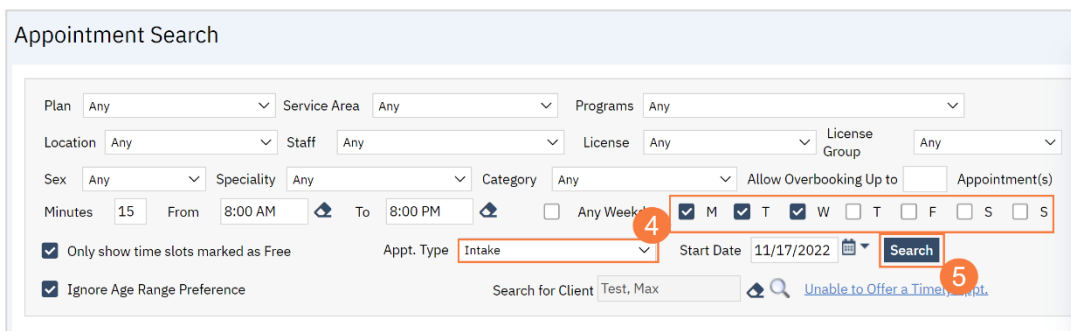 Appointment Search
Plan Any Service Area Any Programs Any
Location Any Staff Any License Any License Group Any
Sex Any Speciality Any Category Any Allow Overbooking Up to Appointment(s)
Minutes 15 From 8:00 AM To 8:00 PM Any M T W T F S S
4
Only show time slots marked as Free Appt. Type Intake Start Date 11/17/2022 Search
5
Ignore Age Range Preference Search for Client Test, Max Unable to Offer a Appt.